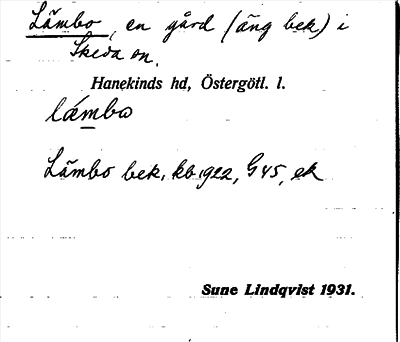 Lämbo, en gård (äng bek) i
Skeda sn.
Hanekinds hd, Östergötl. l.
lámbω
Lämbo bek, kb 1922, G 45, ek
Sune Lindqvist 1931.